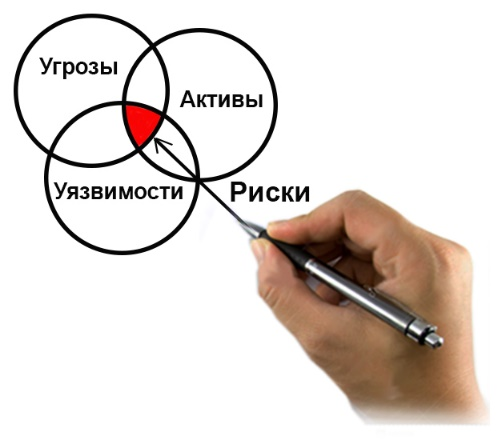 Угрозы
Активы
Уязвимости
Риски